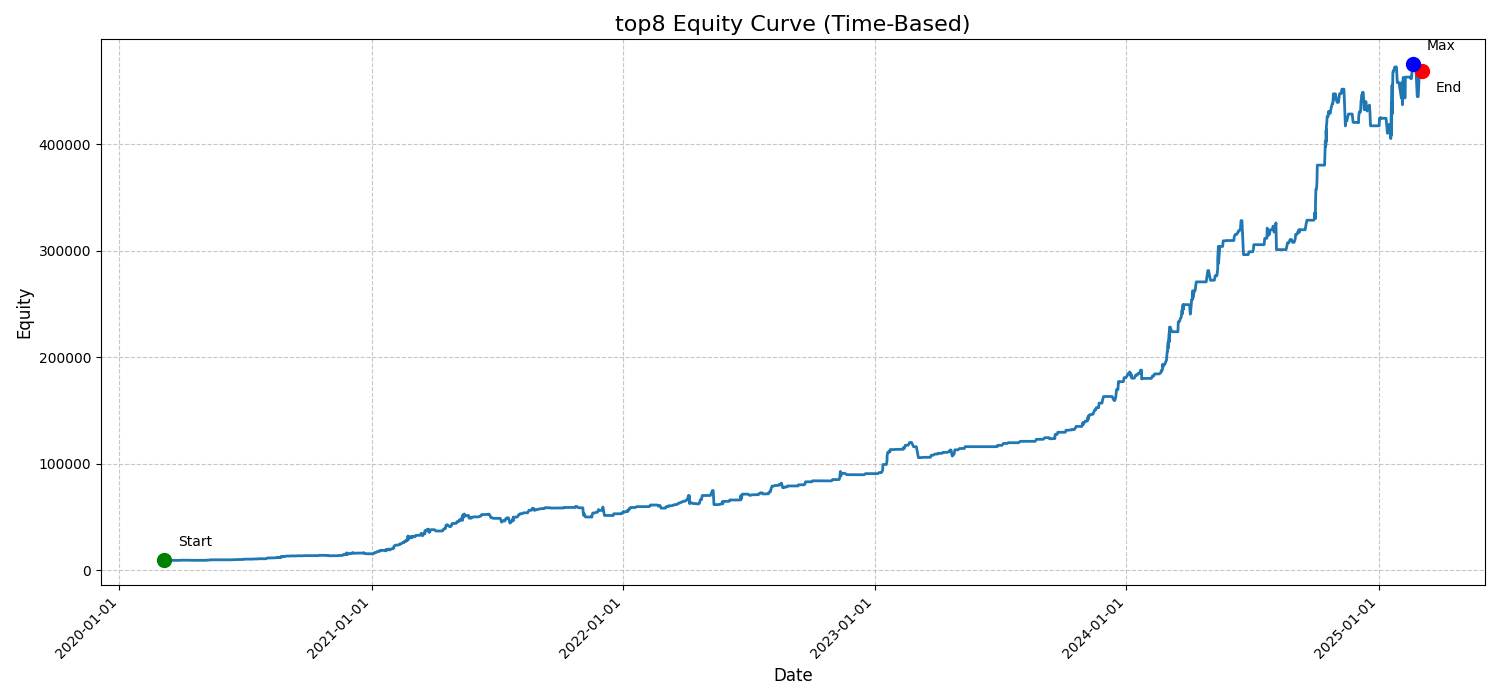 top8 Equity Curve (Time-Based)
Max
End
Start
Equity
400000
300000
200000
100000
0
2020-01-01
2021-01-01
2022-01-01
2023-01-01
2024-01-01
2025-01-01
Date